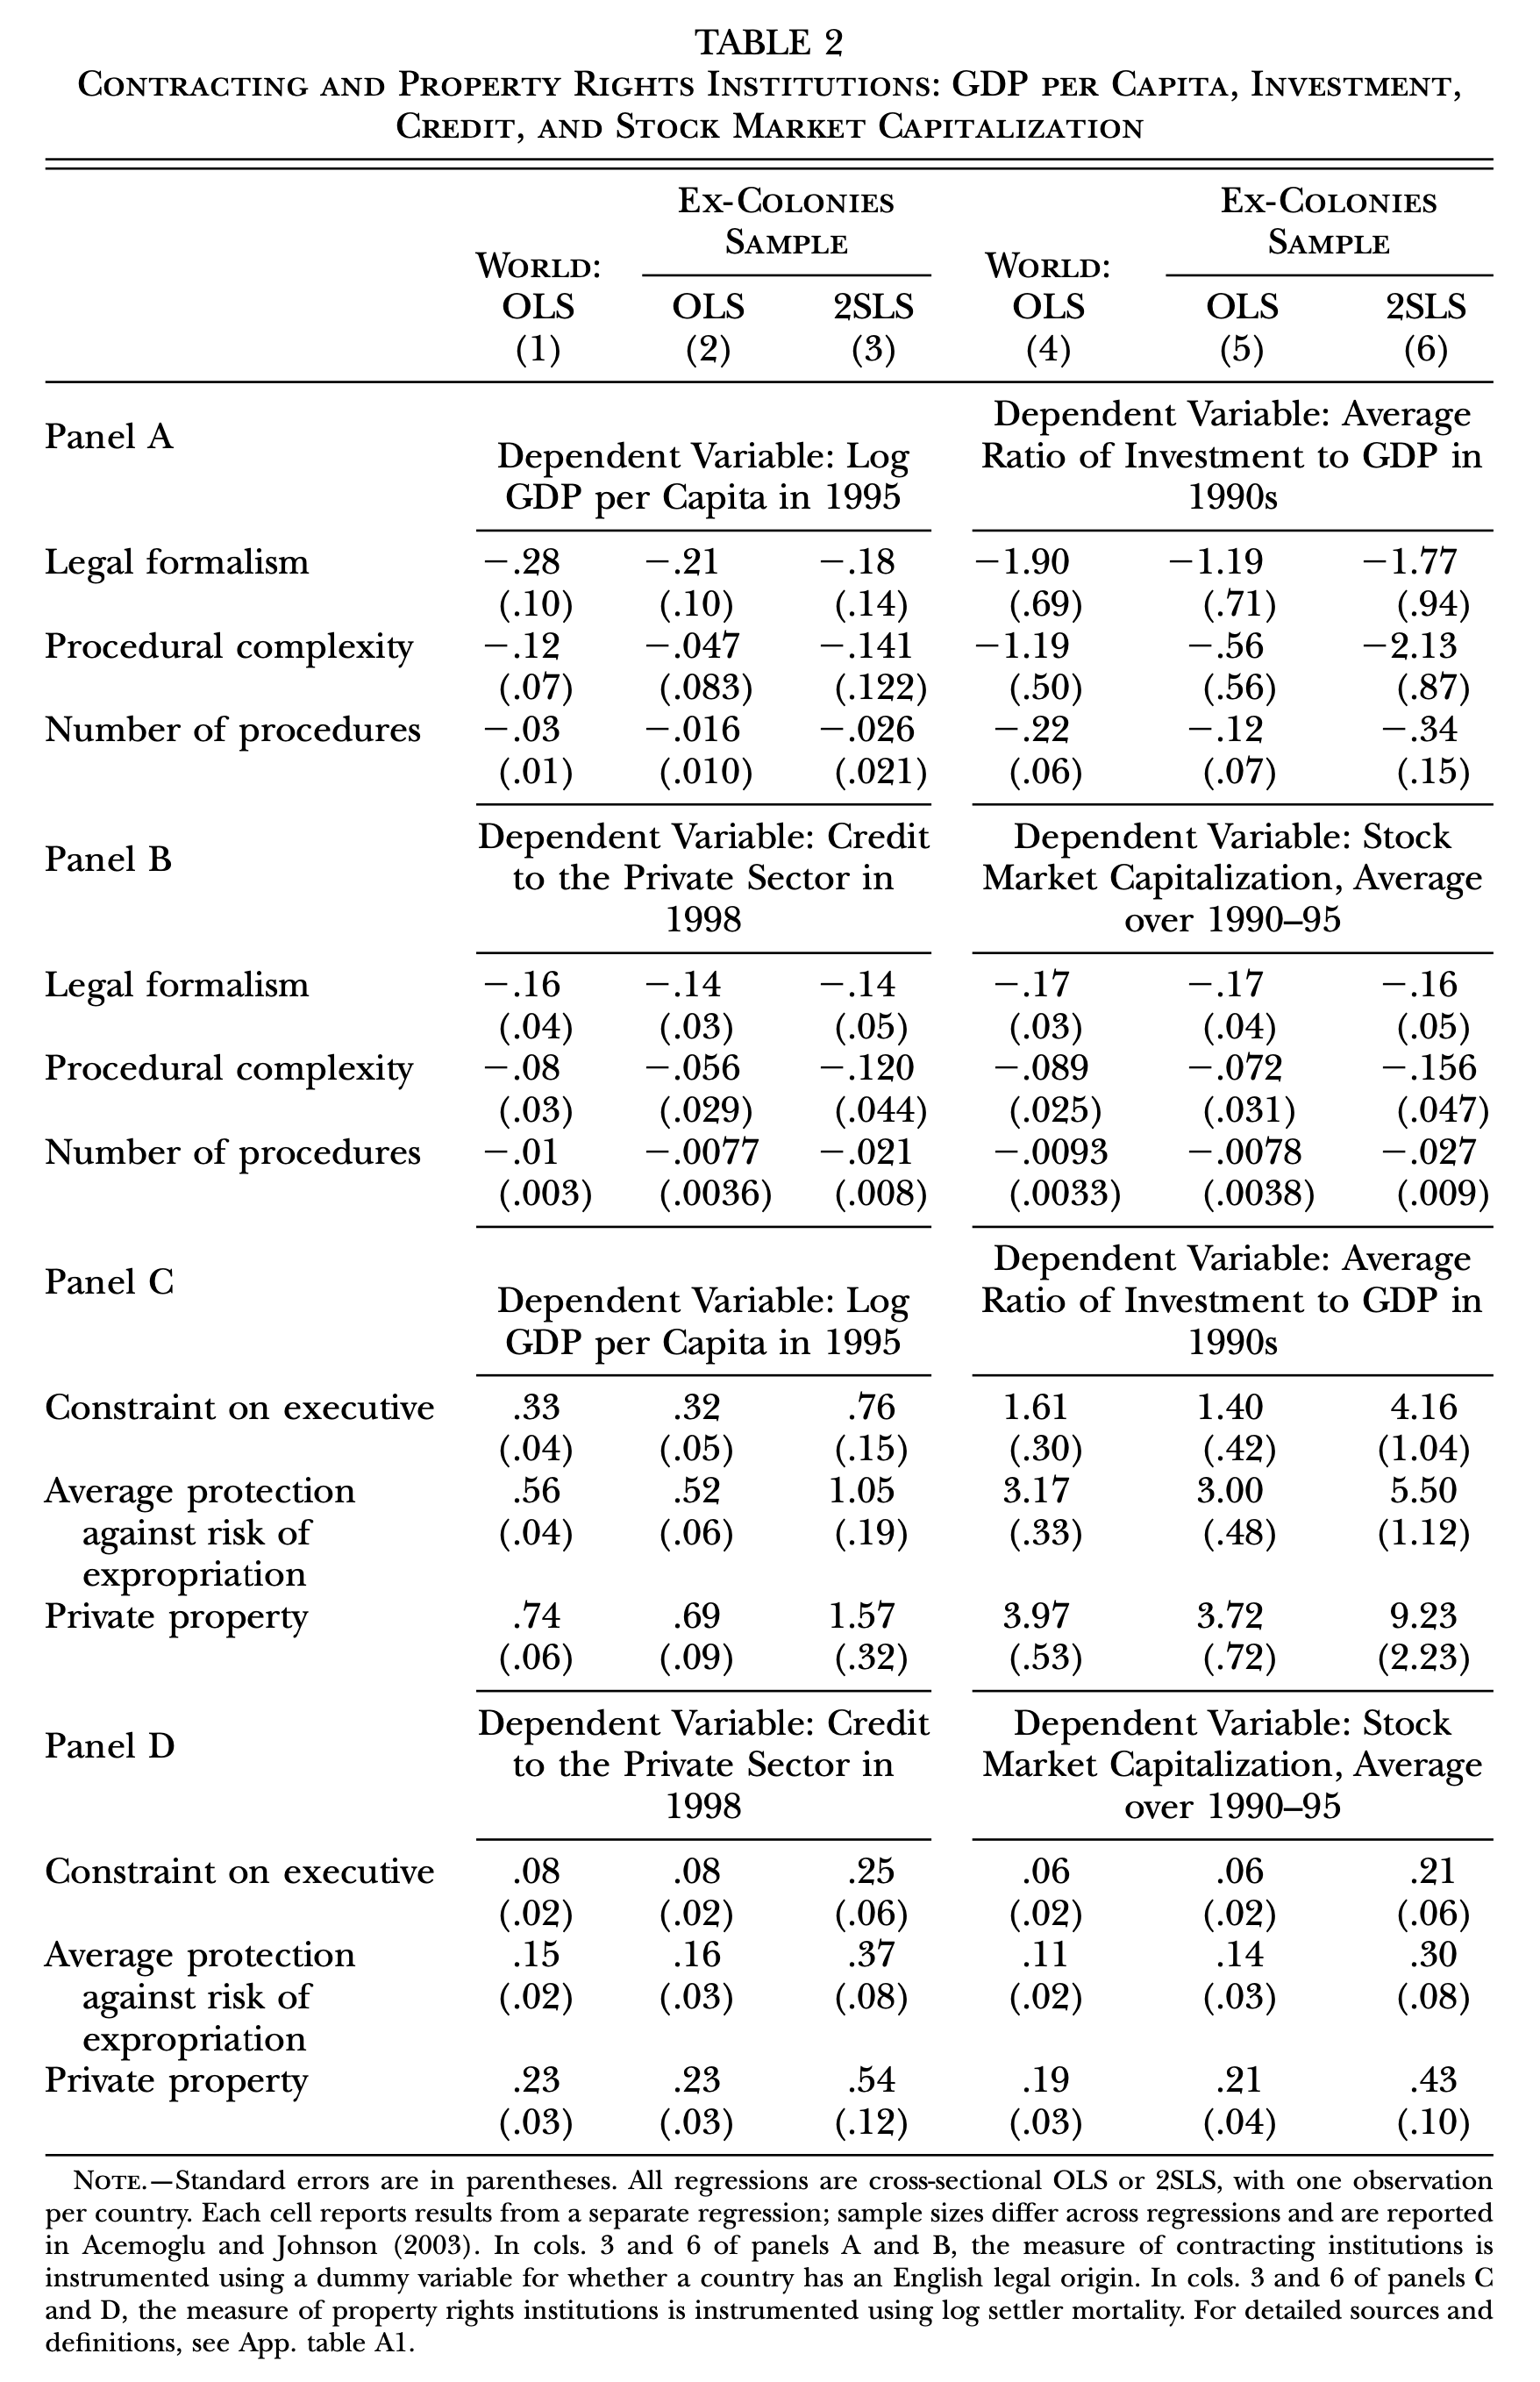 TABLE 2
Contracting and Property Rights Institutions: GDP per Capita, Investment,
Credit, and Stock Market Capitalization
Ex-Colonies Ex-Colonies
Sample Sample
World: World:
OLS OLS 2SLS OLS OLS 2SLS
(1) (2) (3) (4) (5) (6)
Panel A
Dependent Variable: Log GDP per Capita in 1995
Dependent Variable: Average Ratio of Investment to GDP in 1990s
Legal formalism −.28 −.21 −.18 −1.90 −1.19 −1.77
(.10) (.10) (.14) (.69) (.71) (.94)
Procedural complexity −.12 −.047 −.141 −1.19 −.56 −2.13
(.07) (.083) (.122) (.50) (.56) (.87)
Number of procedures −.03 −.016 −.026 −.22 −.12 −.34
(.01) (.010) (.021) (.06) (.07) (.15)
Panel B
Dependent Variable: Credit to the Private Sector in 1998
Dependent Variable: Stock Market Capitalization, Average over 1990–95
Legal formalism −.16 −.14 −.14 −.17 −.17 −.16
(.04) (.03) (.05) (.03) (.04) (.05)
Procedural complexity −.08 −.056 −.120 −.089 −.072 −.156
(.03) (.029) (.044) (.025) (.031) (.047)
Number of procedures −.01 −.0077 −.021 −.0093 −.0078 −.027
(.003) (.0036) (.008) (.0033) (.0038) (.009)
Panel C
Dependent Variable: Log GDP per Capita in 1995
Dependent Variable: Average Ratio of Investment to GDP in 1990s
Constraint on executive .33 .32 .76 1.61 1.40 4.16
(.04) (.05) (.15) (.30) (.42) (1.04)
Average protection .56 .52 1.05 3.17 3.00 5.50
against risk of (.04) (.06) (.19) (.33) (.48) (1.12)
expropriation
Private property .74 .69 1.57 3.97 3.72 9.23
(.06) (.09) (.32) (.53) (.72) (2.23)
Panel D
Dependent Variable: Credit to the Private Sector in 1998
Dependent Variable: Stock Market Capitalization, Average over 1990–95
Constraint on executive .08 .08 .25 .06 .06 .21
(.02) (.02) (.06) (.02) (.02) (.06)
Average protection .15 .16 .37 .11 .14 .30
against risk of (.02) (.03) (.08) (.02) (.03) (.08)
expropriation
Private property .23 .23 .54 .19 .21 .43
(.03) (.03) (.12) (.03) (.04) (.10)
Note.—Standard errors are in parentheses. All regressions are cross-sectional OLS or 2SLS, with one observation
per country. Each cell reports results from a separate regression; sample sizes differ across regressions and are reported
in Acemoglu and Johnson (2003). In cols. 3 and 6 of panels A and B, the measure of contracting institutions is
instrumented using a dummy variable for whether a country has an English legal origin. In cols. 3 and 6 of panels C
and D, the measure of property rights institutions is instrumented using log settler mortality. For detailed sources and
definitions, see App. table A1.